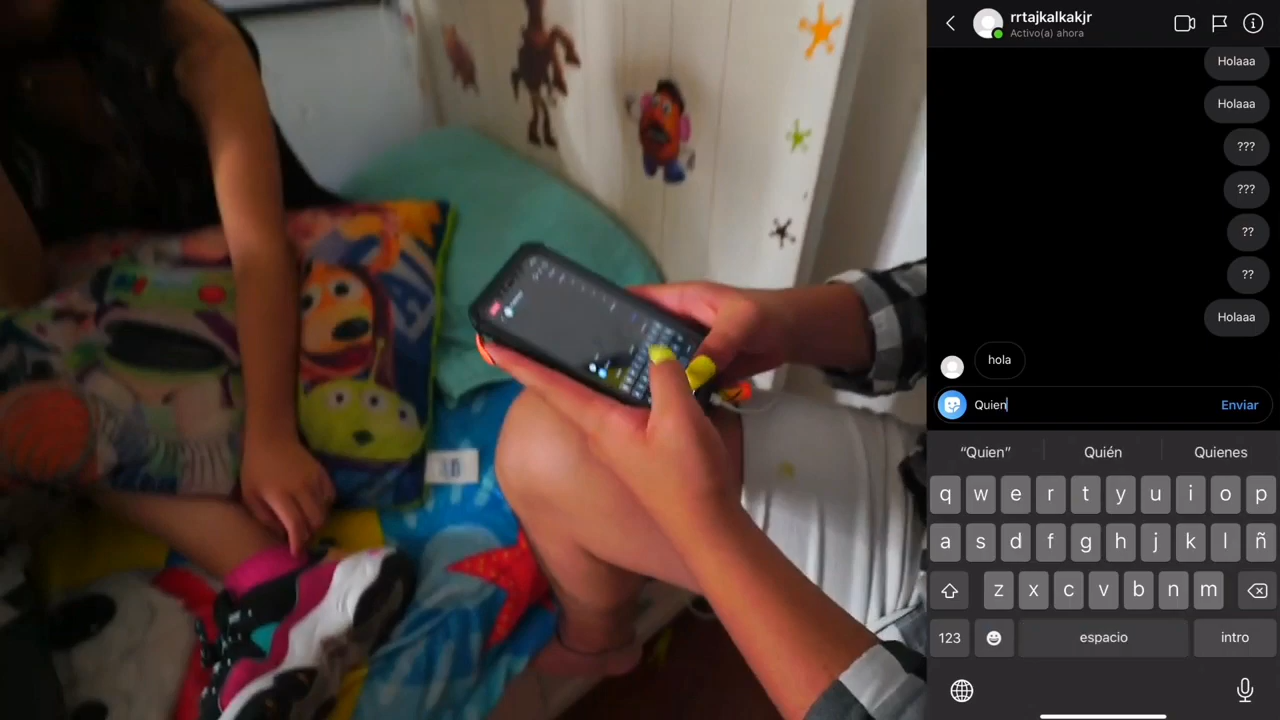 rrtajkalkakjr
Activo(a) ahora
Holaaa
Holaaa
???
???
??
??
Holaaa
hola
Quien
Enviar
“Quien” Quién Quienes
q w e r t y u i o p
a s d f g h j k l ñ
z x c v b n m
123 espacio intro